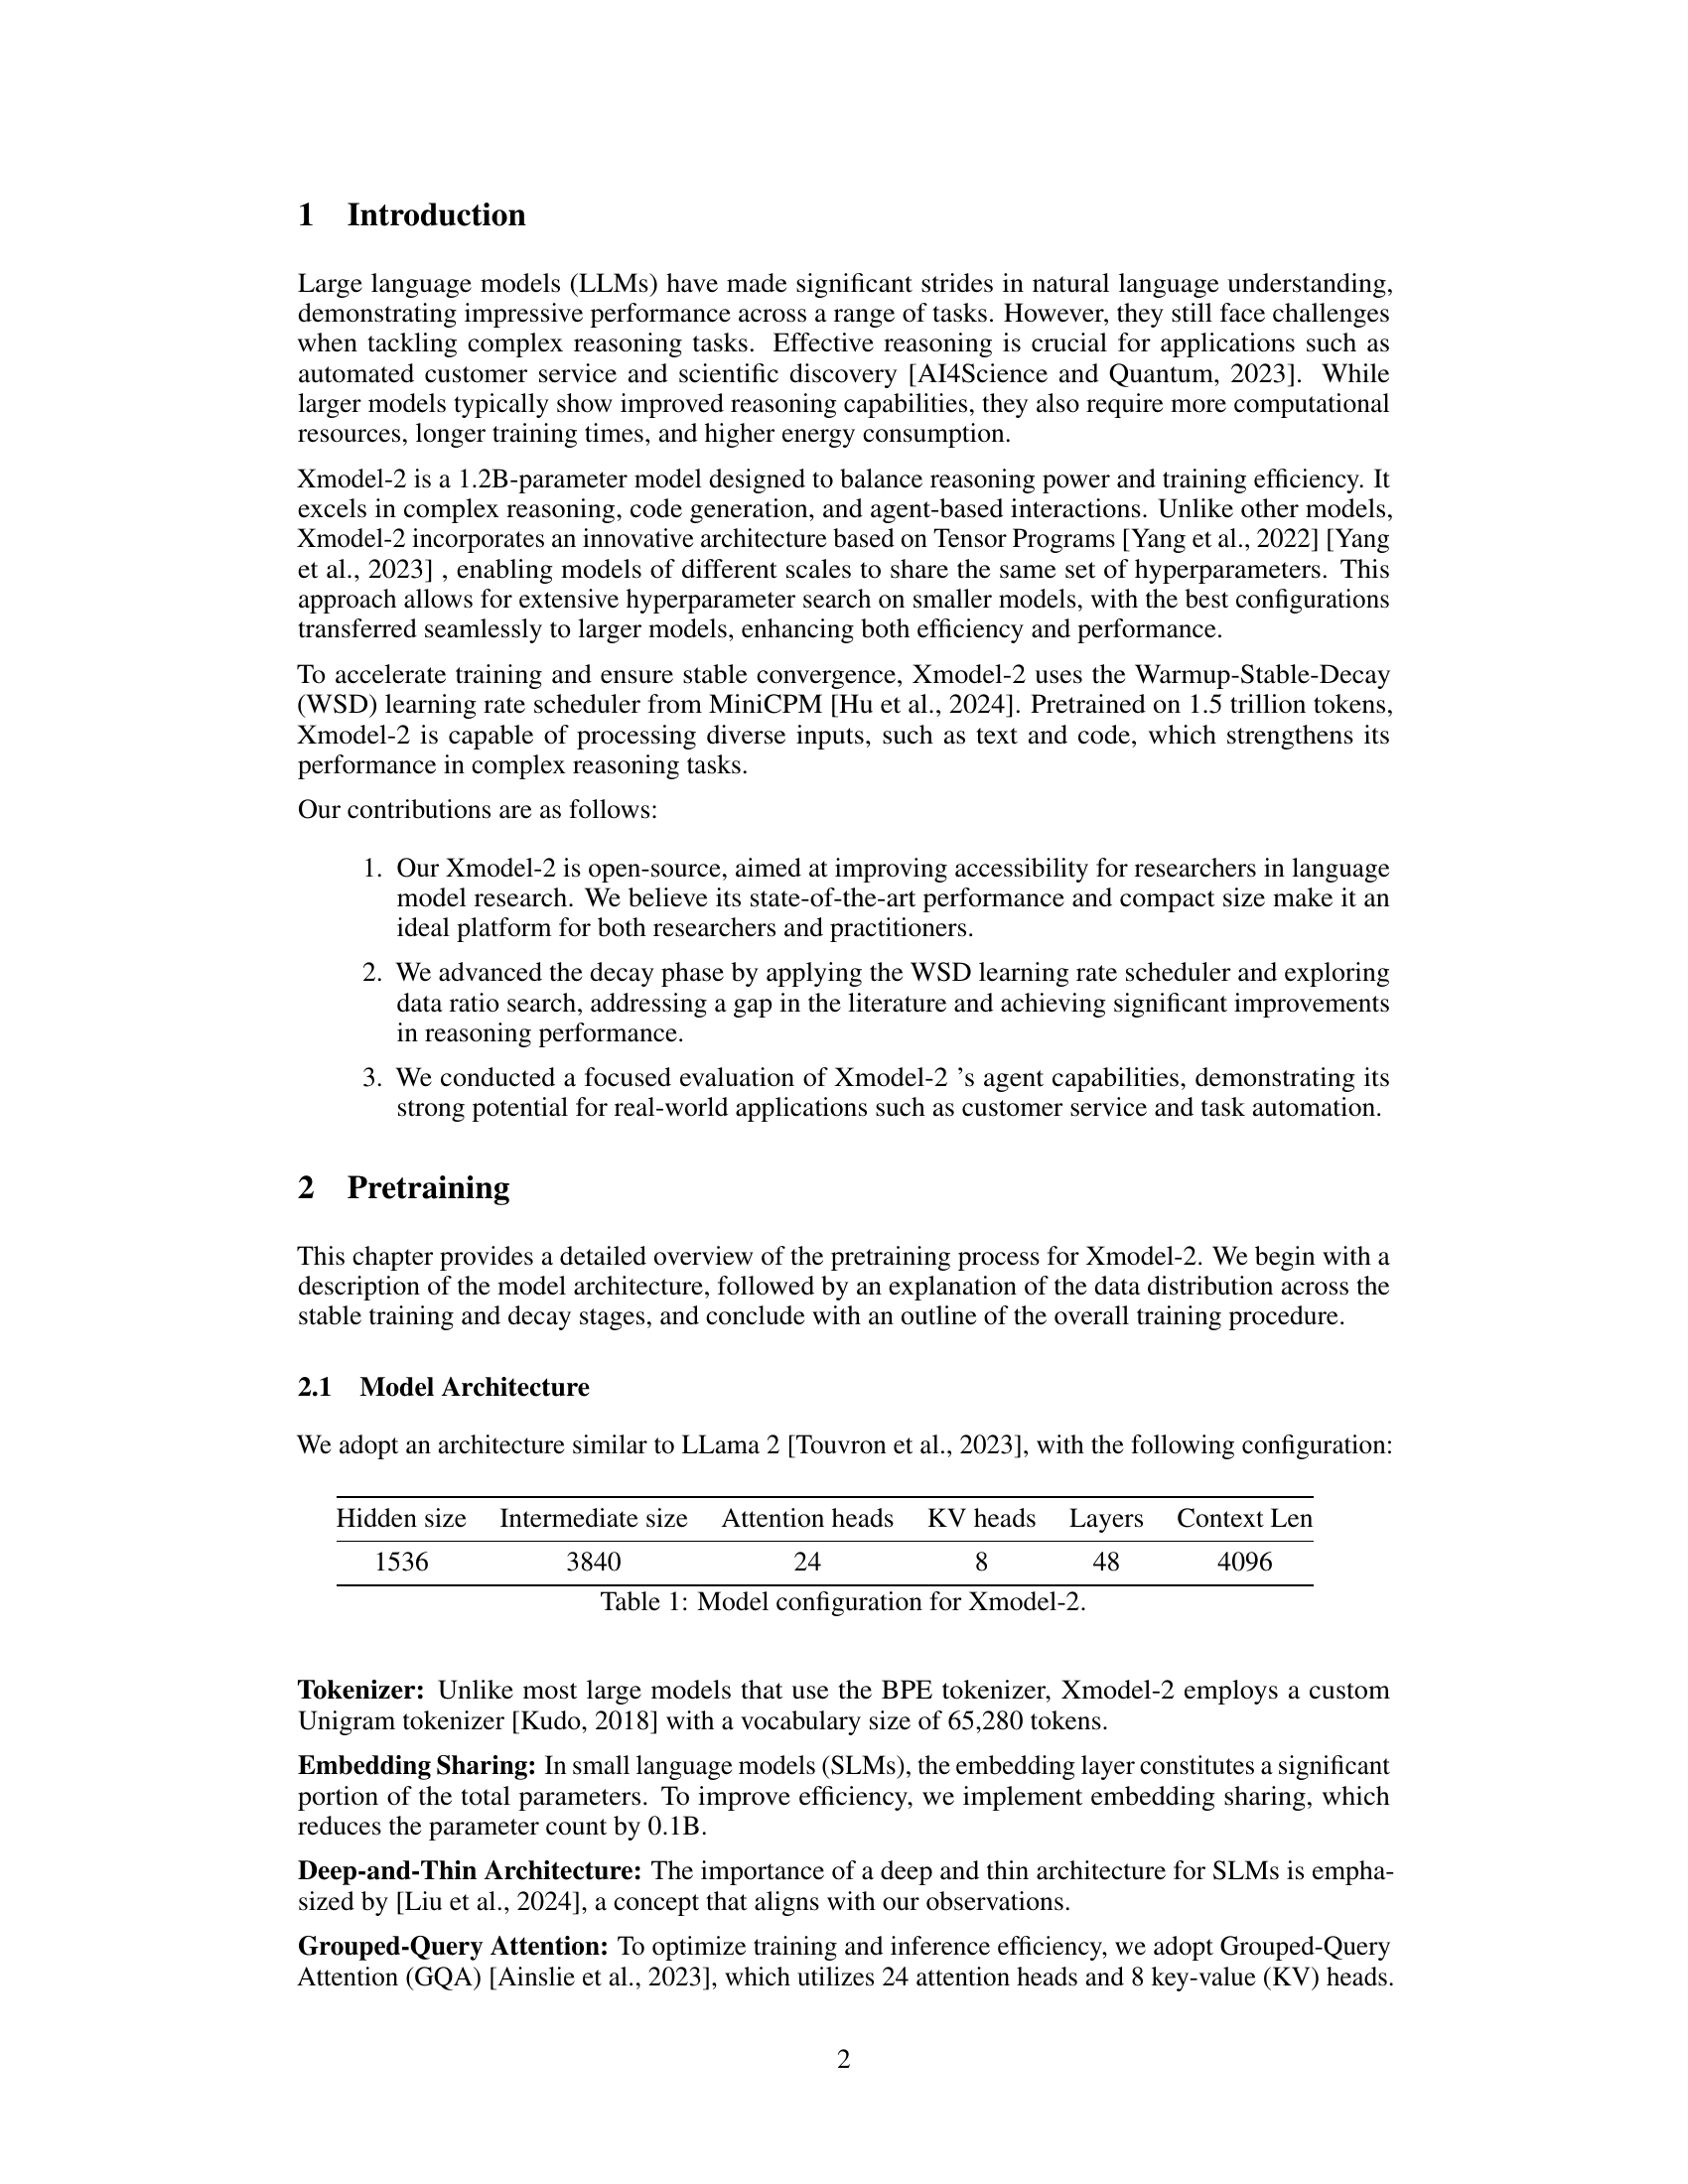 1 Introduction
Large language models (LLMs) have made significant strides in natural language understanding,
demonstrating impressive performance across a range of tasks. However, they still face challenges
when tackling complex reasoning tasks. Effective reasoning is crucial for applications such as
automated customer service and scientific discovery [AI4Science and Quantum, 2023]. While
larger models typically show improved reasoning capabilities, they also require more computational
resources, longer training times, and higher energy consumption.
Xmodel-2 is a 1.2B-parameter model designed to balance reasoning power and training efficiency. It
excels in complex reasoning, code generation, and agent-based interactions. Unlike other models,
Xmodel-2 incorporates an innovative architecture based on Tensor Programs [Yang et al., 2022] [Yang
et al., 2023] , enabling models of different scales to share the same set of hyperparameters. This
approach allows for extensive hyperparameter search on smaller models, with the best configurations
transferred seamlessly to larger models, enhancing both efficiency and performance.
To accelerate training and ensure stable convergence, Xmodel-2 uses the Warmup-Stable-Decay
(WSD) learning rate scheduler from MiniCPM [Hu et al., 2024]. Pretrained on 1.5 trillion tokens,
Xmodel-2 is capable of processing diverse inputs, such as text and code, which strengthens its
performance in complex reasoning tasks.
Our contributions are as follows:
1. Our Xmodel-2 is open-source, aimed at improving accessibility for researchers in language
model research. We believe its state-of-the-art performance and compact size make it an
ideal platform for both researchers and practitioners.
2. We advanced the decay phase by applying the WSD learning rate scheduler and exploring
data ratio search, addressing a gap in the literature and achieving significant improvements
in reasoning performance.
3. We conducted a focused evaluation of Xmodel-2 's agent capabilities, demonstrating its
strong potential for real-world applications such as customer service and task automation.
2 Pretraining
This chapter provides a detailed overview of the pretraining process for Xmodel-2. We begin with a
description of the model architecture, followed by an explanation of the data distribution across the
stable training and decay stages, and conclude with an outline of the overall training procedure.
2.1 Model Architecture
We adopt an architecture similar to LLama 2 [Touvron et al., 2023], with the following configuration:
Hidden size Intermediate size Attention heads KV heads Layers Context Len
1536 3840 24 8 48 4096
Table 1: Model configuration for Xmodel-2.
Tokenizer: Unlike most large models that use the BPE tokenizer, Xmodel-2 employs a custom
Unigram tokenizer [Kudo, 2018] with a vocabulary size of 65,280 tokens.
Embedding Sharing: In small language models (SLMs), the embedding layer constitutes a significant
portion of the total parameters. To improve efficiency, we implement embedding sharing, which
reduces the parameter count by 0.1B.
Deep-and-Thin Architecture: The importance of a deep and thin architecture for SLMs is empha-
sized by [Liu et al., 2024], a concept that aligns with our observations.
Grouped-Query Attention: To optimize training and inference efficiency, we adopt Grouped-Query
Attention (GQA) [Ainslie et al., 2023], which utilizes 24 attention heads and 8 key-value (KV) heads.
2